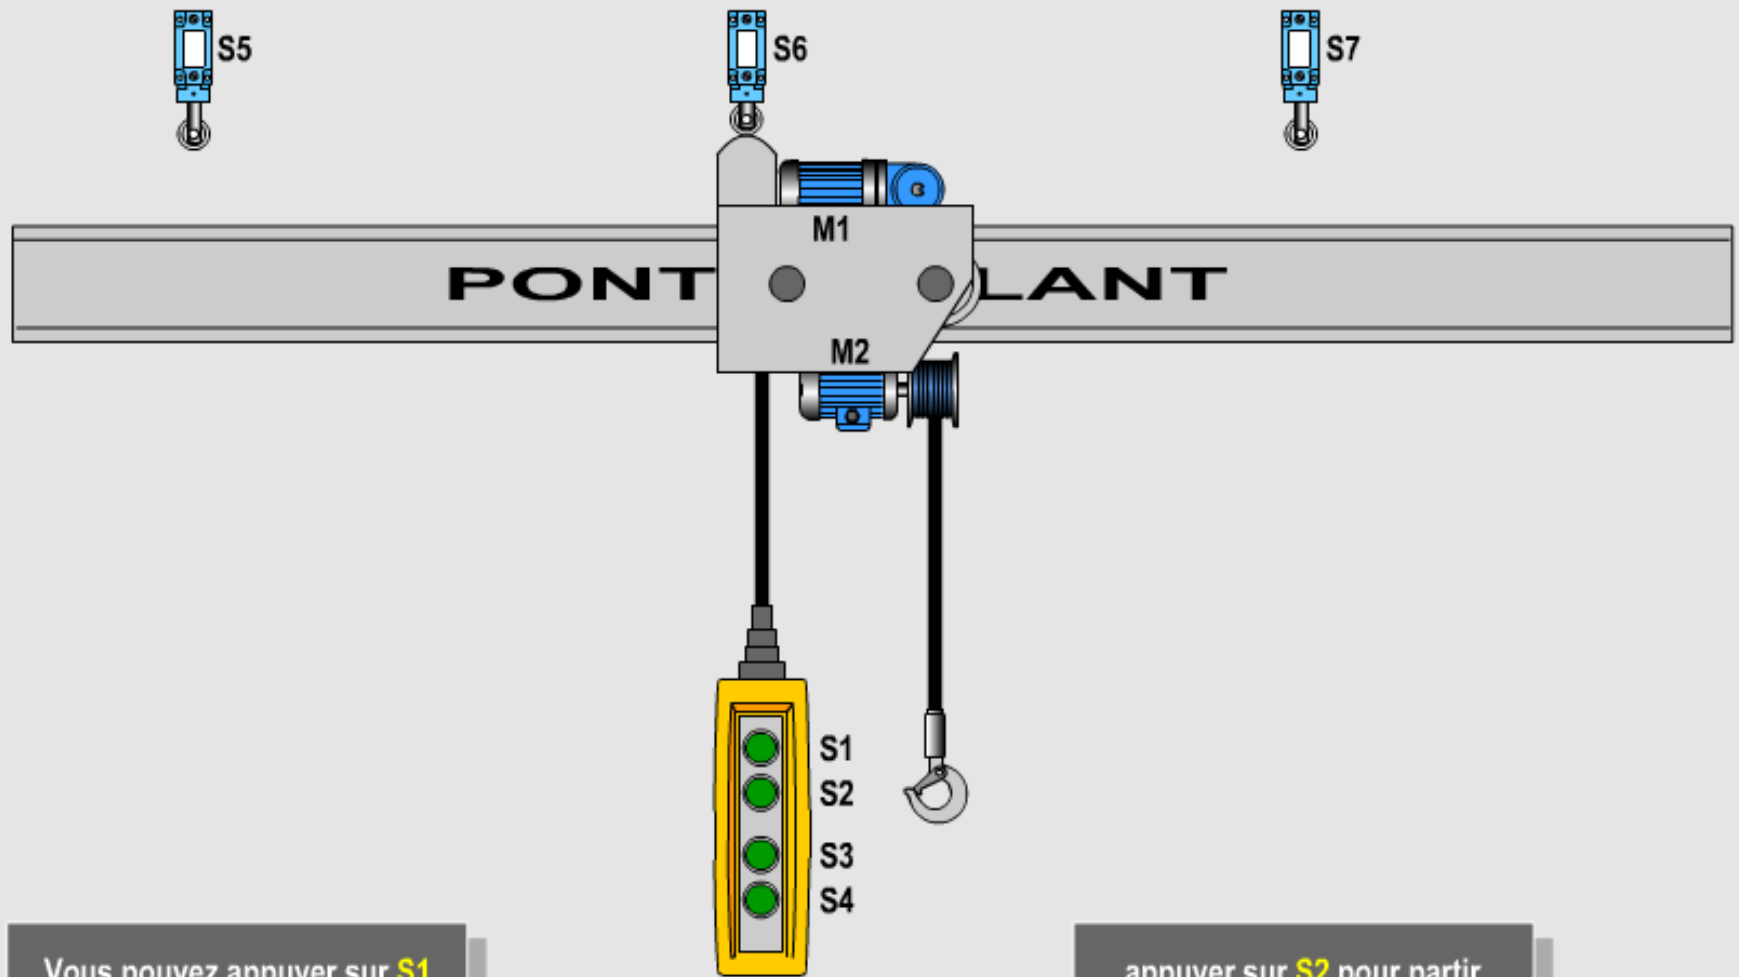 S5
S6
S7
M1
PONT LANT
M2
S1
S2
S3
S4
Vous pouvez appuyer sur S1
appuyer sur S2 pour partir